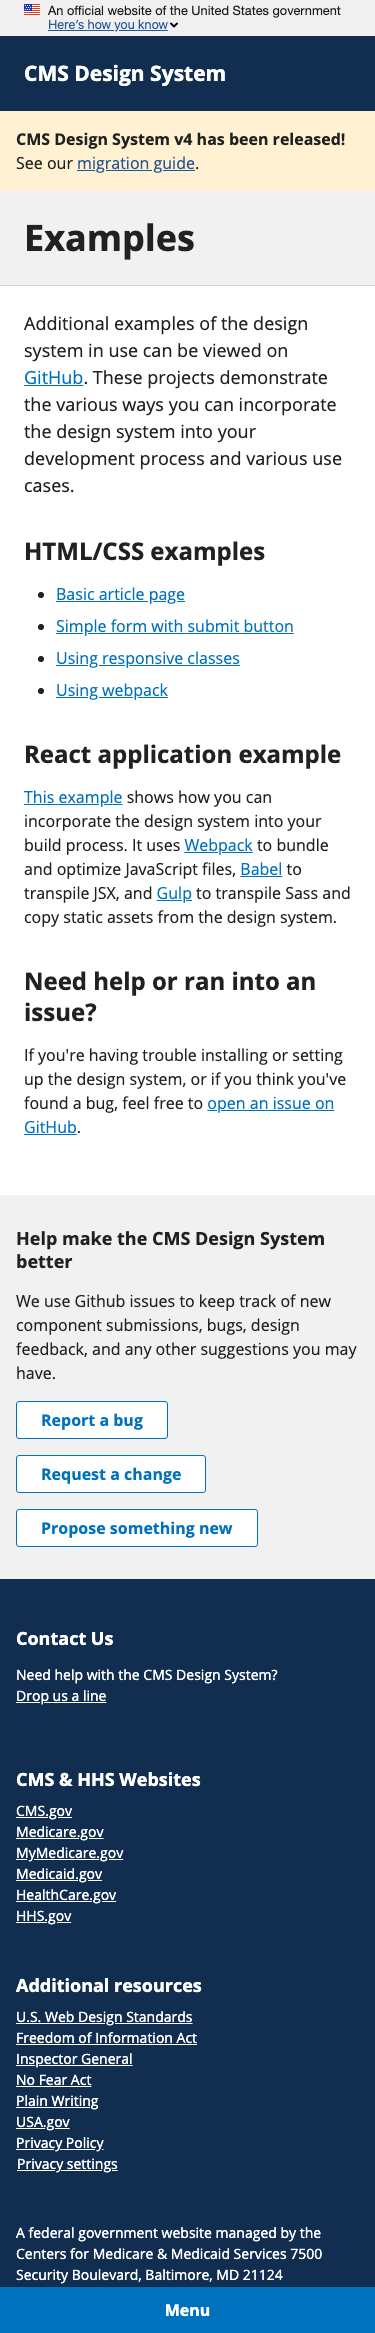 An official website of the United States government
Here's how you know
CMS Design System
CMS Design System v4 has been released!
See our migration guide.
Examples
Additional examples of the design
system in use can be viewed on
GitHub. These projects demonstrate
the various ways you can incorporate
the design system into your
development process and various use
cases.
HTML/CSS examples
Basic article page
Simple form with submit button
Using responsive classes
Using webpack
React application example
This example shows how you can
incorporate the design system into your
build process. It uses Webpack to bundle
and optimize JavaScript files, Babel to
transpile JSX, and Gulp to transpile Sass and
copy static assets from the design system.
Need help or ran into an
issue?
If you're having trouble installing or setting
up the design system, or if you think you've
found a bug, feel free to open an issue on
GitHub.
Help make the CMS Design System
better
We use Github issues to keep track of new
component submissions, bugs, design
feedback, and any other suggestions you may
have.
Report a bug
Request a change
Propose something new
Contact Us
Need help with the CMS Design System?
Drop us a line
CMS & HHS Websites
CMS.gov
Medicare.gov
MyMedicare.gov
Medicaid.gov
HealthCare.gov
HHS.gov
Additional resources
U.S. Web Design Standards
Freedom of Information Act
Inspector General
No Fear Act
Plain Writing
USA.gov
Privacy Policy
Privacy settings
A federal government website managed by the
Centers for Medicare & Medicaid Services 7500
Security Boulevard, Baltimore, MD 21124
Menu